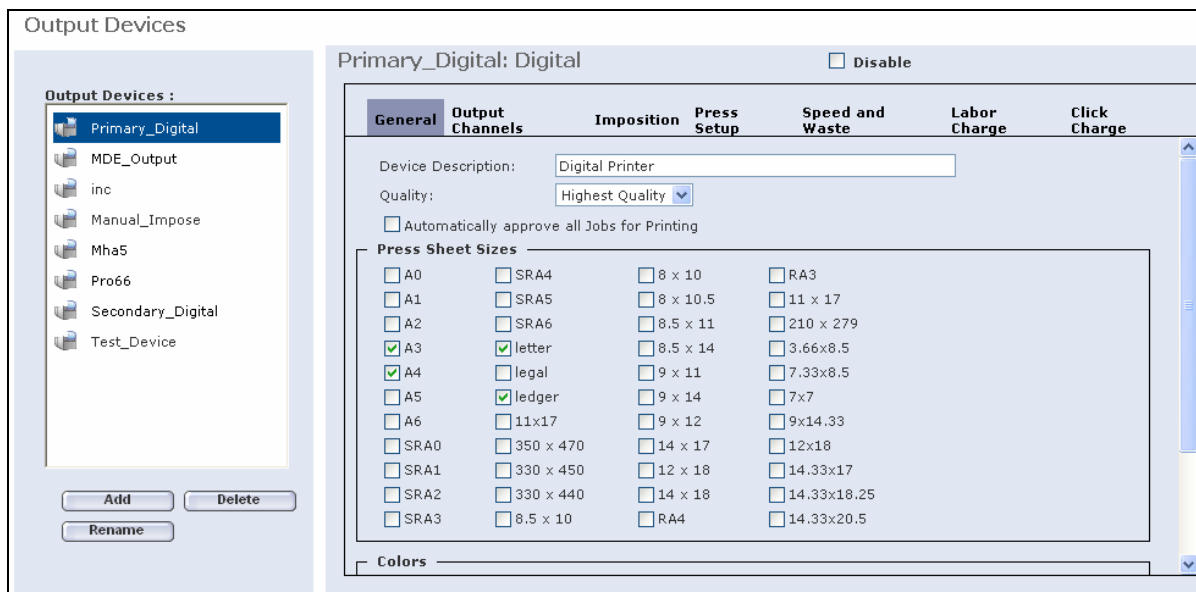 Output Devices
Output Devices :
Primary_Digital
MDE_Output
inc
Manual_Impose
Mha5
Pro66
Secondary_Digital
Test_Device
Add
Delete
Rename
Primary_Digital: Digital
Disable
General
Output Channels
Imposition
Press Setup
Speed and Waste
Labor Charge
Click Charge
Device Description: Digital Printer
Quality: Highest Quality
Automatically approve all Jobs for Printing
Press Sheet Sizes
A0 SRA4 8 x 10 RA3
A1 SRA5 8 x 10.5 11 x 17
A2 SRA6 8.5 x 11 210 x 279
A3 letter 8.5 x 14 3.66x8.5
A4 legal 9 x 11 7.33x8.5
A5 ledger 9 x 14 7x7
A6 11x17 9 x 12 9x14.33
SRA0 350 x 470 14 x 17 12x18
SRA1 330 x 450 12 x 18 14.33x17
SRA2 330 x 440 14 x 18 14.33x18.25
SRA3 8.5 x 10 RA4 14.33x20.5
Colors